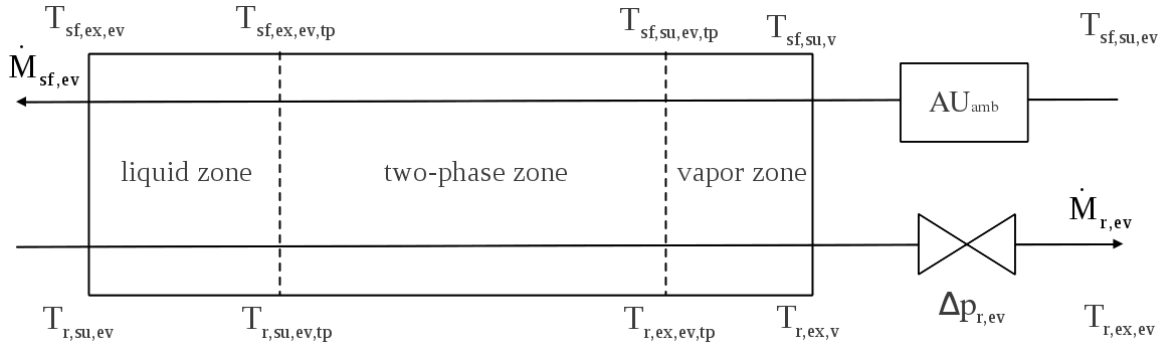 T_sf,ex,ev T_sf,ex,ev,tp T_sf,su,ev,tp T_sf,su,v T_sf,su,ev
Ṁ_sf,ev
AU_amb
liquid zone two-phase zone vapor zone
Ṁ_r,ev
Δp_r,ev
T_r,su,ev T_r,su,ev,tp T_r,ex,ev,tp T_r,ex,v T_r,ex,ev